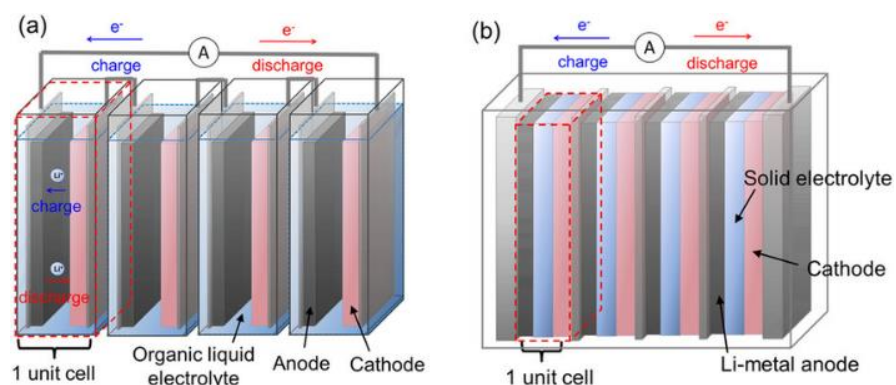 (a)
e-
A
charge
discharge
Li+
charge
Li+
discharge
1 unit cell
Organic liquid
electrolyte
Anode
Cathode
(b)
e-
A
charge
discharge
Solid electrolyte
Cathode
Li-metal anode
1 unit cell